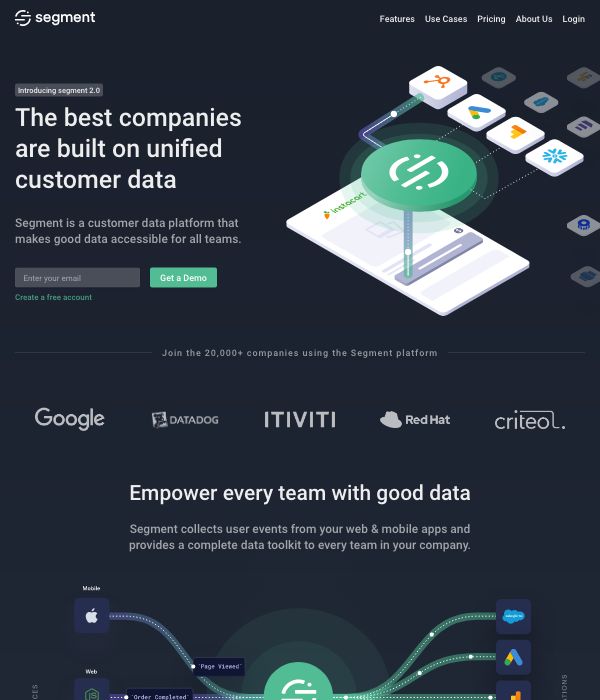 segment
Features Use Cases Pricing About Us Login
Introducing segment 2.0
The best companies
are built on unified
customer data
Segment is a customer data platform that
makes good data accessible for all teams.
Enter your email
Get a Demo
Create a free account
instacart
Join the 20,000+ companies using the Segment platform
Google
DATADOG
ITIVITI
Red Hat
criteo.
Empower every team with good data
Segment collects user events from your web & mobile apps and
provides a complete data toolkit to every team in your company.
Mobile
'Page Viewed'
Web
'Order Completed'